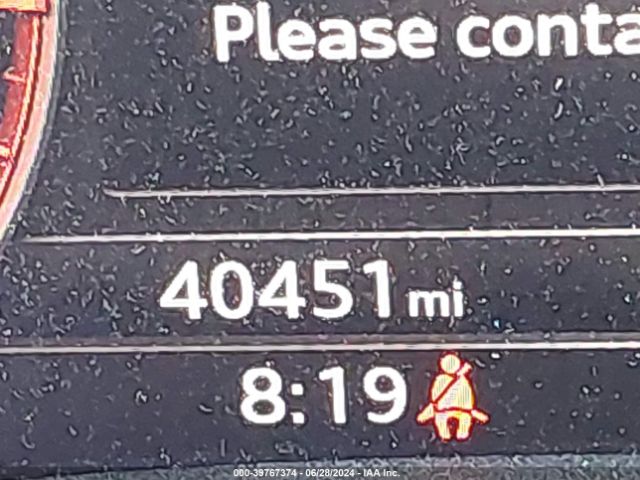 Please conta
40451 mi
8:19
000-39767374 - 06/28/2024 - IAA Inc.